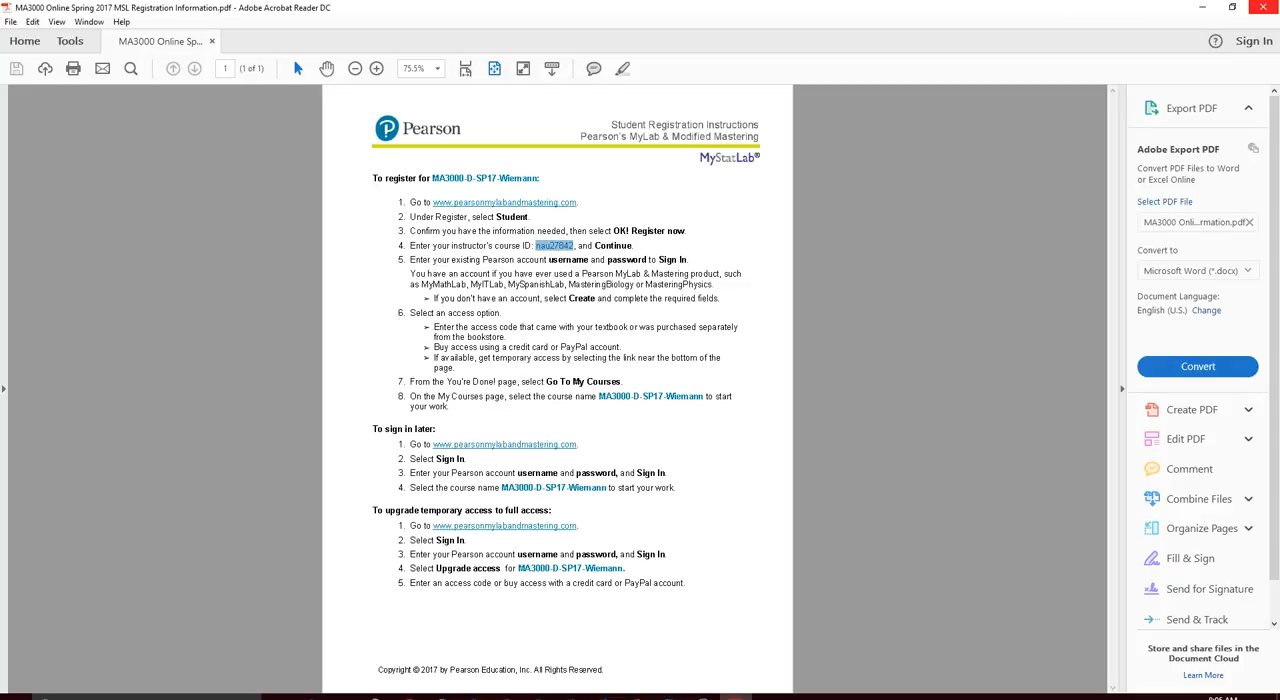 MA3000 Online Spring 2017 MSL Registration Information.pdf - Adobe Acrobat Reader DC
File Edit View Window Help
Home Tools MA3000 Online Sp... × Sign In
1 (1 of 1) 75.5%
Pearson
Student Registration Instructions
Pearson's MyLab & Modified Mastering
MyStatLab®
To register for MA3000-D-SP17-Wiemann:
1. Go to www.pearsonmylabandmastering.com.
2. Under Register, select Student.
3. Confirm you have the information needed, then select OK! Register now.
4. Enter your instructor's course ID: nau27842, and Continue.
5. Enter your existing Pearson account username and password to Sign In.
You have an account if you have ever used a Pearson MyLab & Mastering product, such
as MyMathLab, MyITLab, MySpanishLab, MasteringBiology or MasteringPhysics.
➢ If you don't have an account, select Create and complete the required fields.
6. Select an access option.
➢ Enter the access code that came with your textbook or was purchased separately
from the bookstore.
➢ Buy access using a credit card or PayPal account.
➢ If available, get temporary access by selecting the link near the bottom of the
page.
7. From the You're Done! page, select Go To My Courses.
8. On the My Courses page, select the course name MA3000-D-SP17-Wiemann to start
your work.
To sign in later:
1. Go to www.pearsonmylabandmastering.com.
2. Select Sign In.
3. Enter your Pearson account username and password, and Sign In.
4. Select the course name MA3000-D-SP17-Wiemann to start your work.
To upgrade temporary access to full access:
1. Go to www.pearsonmylabandmastering.com.
2. Select Sign In.
3. Enter your Pearson account username and password, and Sign In.
4. Select Upgrade access for MA3000-D-SP17-Wiemann.
5. Enter an access code or buy access with a credit card or PayPal account.
Copyright © 2017 by Pearson Education, Inc. All Rights Reserved.
Export PDF
Adobe Export PDF
Convert PDF Files to Word
or Excel Online
Select PDF File
MA3000 Onli...rmation.pdf
Convert to
Microsoft Word (*.docx)
Document Language:
English (U.S.) Change
Convert
Create PDF
Edit PDF
Comment
Combine Files
Organize Pages
Fill & Sign
Send for Signature
Send & Track
Store and share files in the
Document Cloud
Learn More